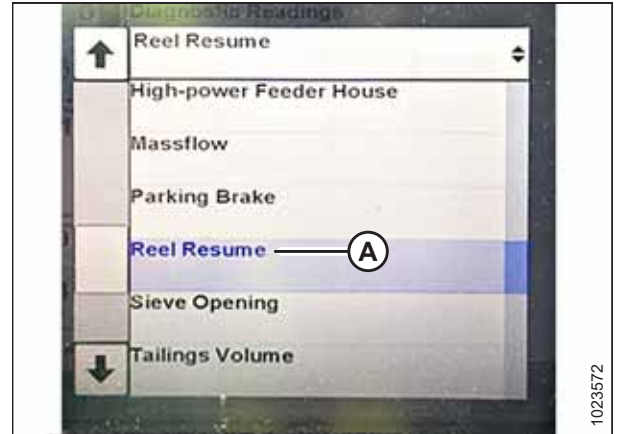 Diagnostic Readings
Reel Resume
High-power Feeder House
Massflow
Parking Brake
Reel Resume
A
Sieve Opening
Tailings Volume
1023572